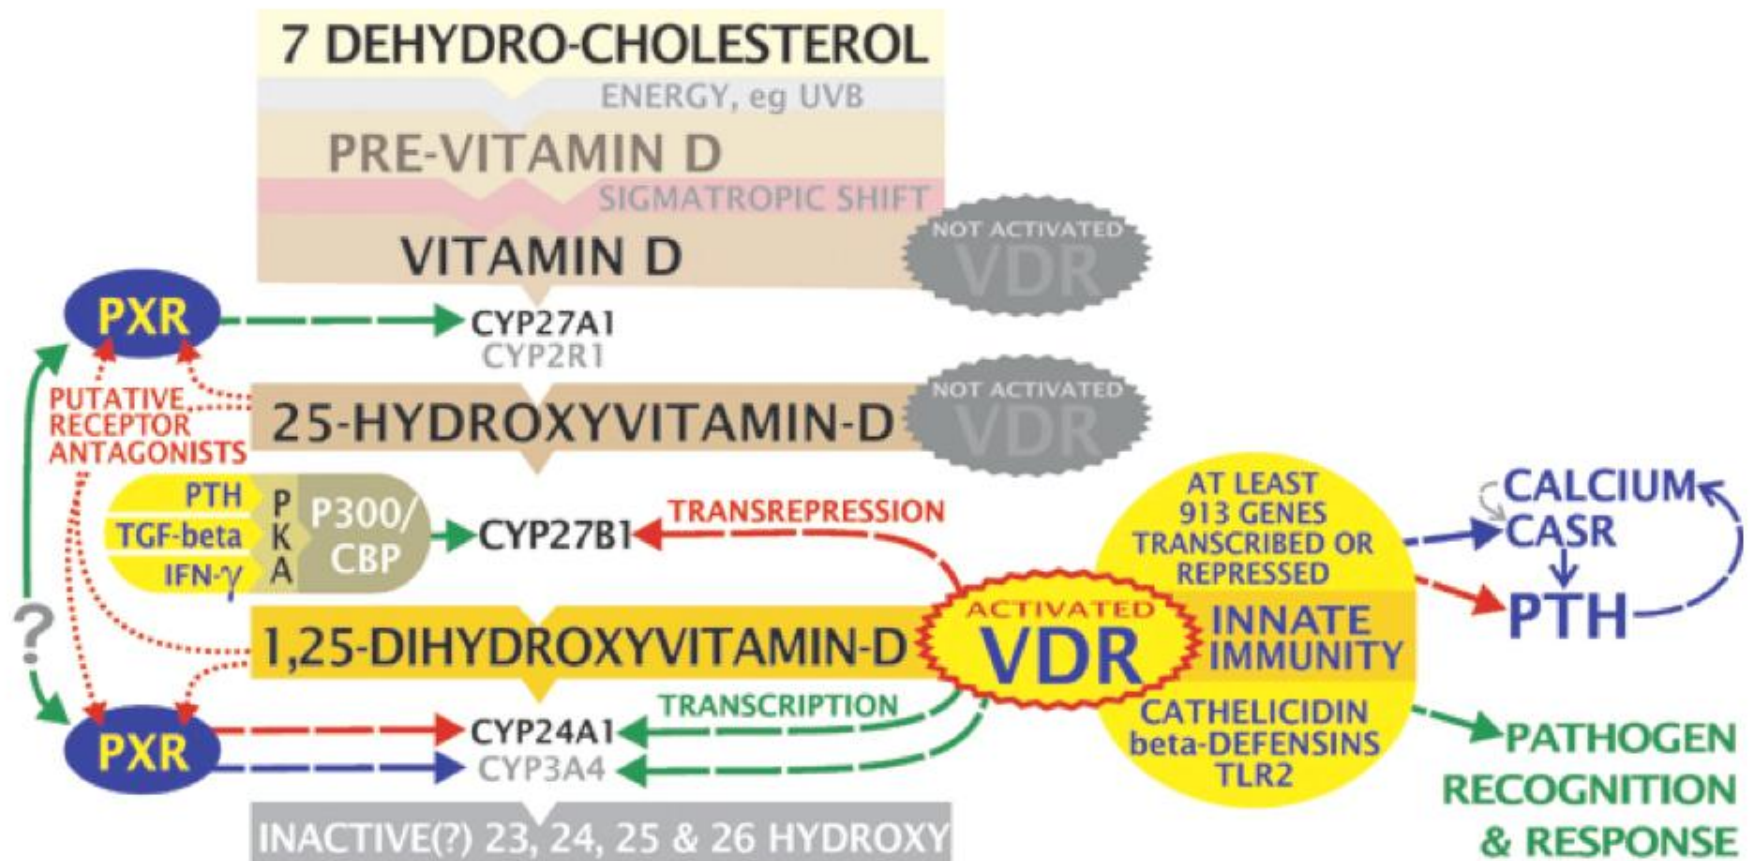 7 DEHYDRO-CHOLESTEROL
ENERGY, eg UVB
PRE-VITAMIN D
SIGMATROPIC SHIFT
VITAMIN D
NOT ACTIVATED
VDR
PXR
CYP27A1
CYP2R1
PUTATIVE
RECEPTOR
ANTAGONISTS
25-HYDROXYVITAMIN-D
NOT ACTIVATED
VDR
PTH
TGF-beta
IFN-γ
PKA
P300/
CBP
CYP27B1
TRANSREPRESSION
AT LEAST
913 GENES
TRANSCRIBED OR
REPRESSED
CALCIUM
CASR
PTH
?
1,25-DIHYDROXYVITAMIN-D
ACTIVATED
VDR
INNATE
IMMUNITY
PXR
CYP24A1
CYP3A4
TRANSCRIPTION
CATHELICIDIN
beta-DEFENSINS
TLR2
PATHOGEN
RECOGNITION
& RESPONSE
INACTIVE(?) 23, 24, 25 & 26 HYDROXY